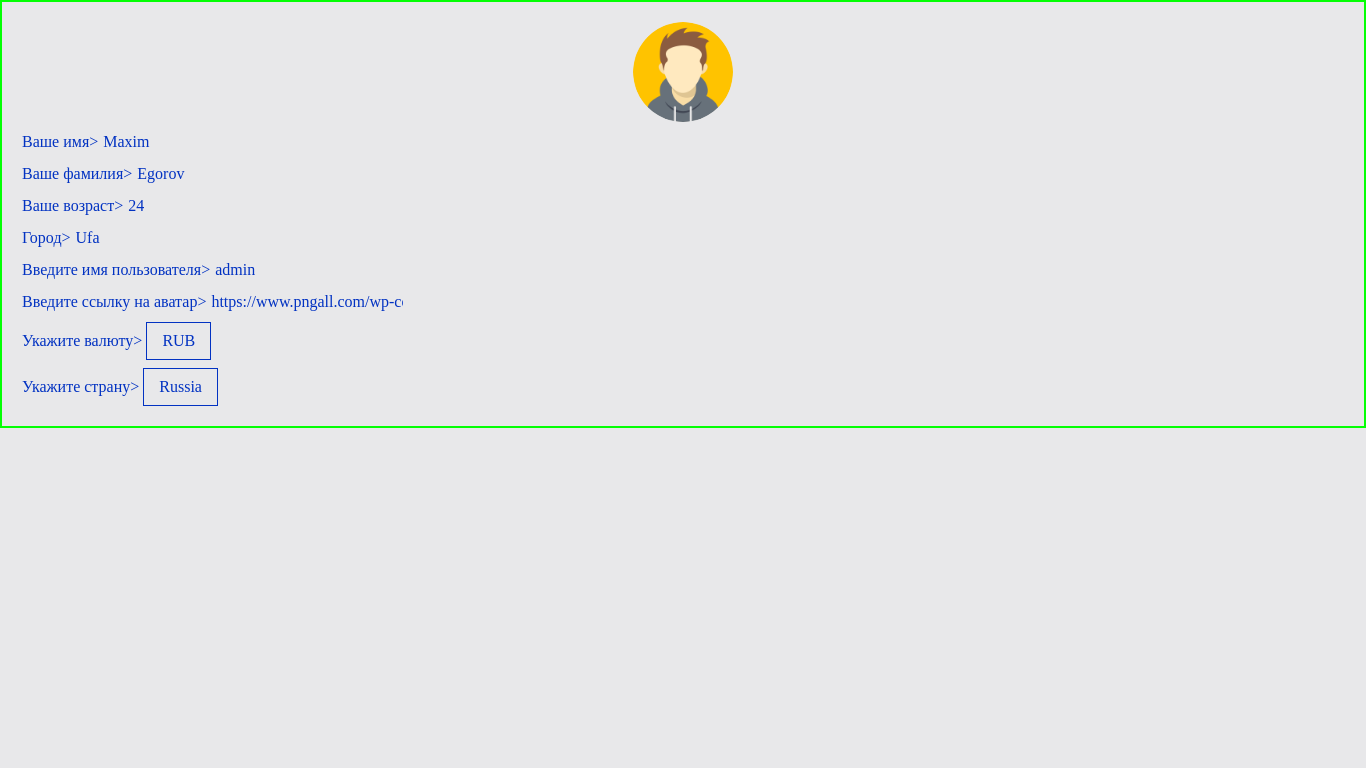 Ваше имя> Maxim
Ваше фамилия> Egorov
Ваше возраст> 24
Город> Ufa
Введите имя пользователя> admin
Введите ссылку на аватар> https://www.pngall.com/wp-c
Укажите валюту> RUB
Укажите страну> Russia